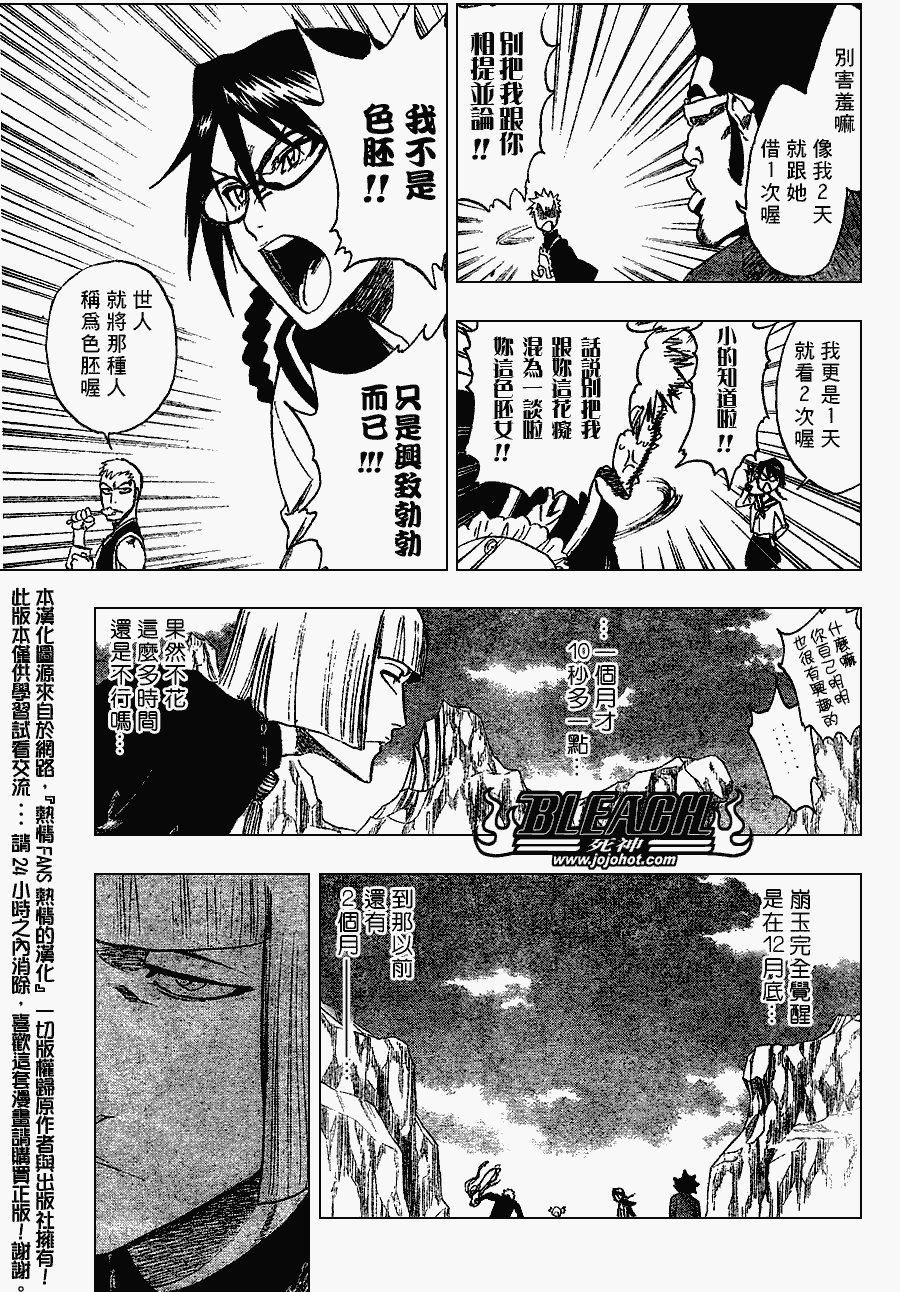 別害羞嘛
像我2天
就跟她
借1次喔
別把我跟你
相提並論
!!
我更是1天
就看2次喔
小的知道啦!!
話說別把我
跟妳這花癡
混為一談啦
妳這色胚女!!
我不是
色胚!!
只是興致勃勃
而已!!!
世人
就將那種人
稱為色胚喔
什麼嘛
你自己明明
也很有興趣的
……
…一個月才
10秒多一點…
果然不花
這麼多時間
還是不行嗎…
BLEACH
死神
www.jojohot.com
崩玉完全覺醒
是在12月底…
到那以前
還有
2個月……
本漢化圖源來自於網路，『熱情FANS熱情的漢化』一切版權歸原作者與出版社擁有！
此版本僅供學習試看交流…請24小時之內消除，喜歡這套漫畫請購買正版！謝謝。